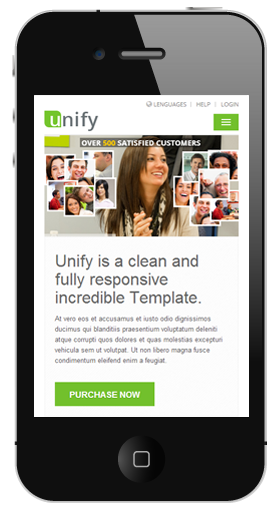 LENGUAGES | HELP | LOGIN
unify
OVER 500 SATISFIED CUSTOMERS
Unify is a clean and
fully responsive
incredible Template.
At vero eos et accusamus et iusto odio dignissimos
ducimus qui blanditiis praesentium voluptatum deleniti
atque corrupti quos dolores et quas molestias excepturi
vehicula sem ut volutpat. Ut non libero magna fusce
condimentum eleifend enim a feugiat.
PURCHASE NOW